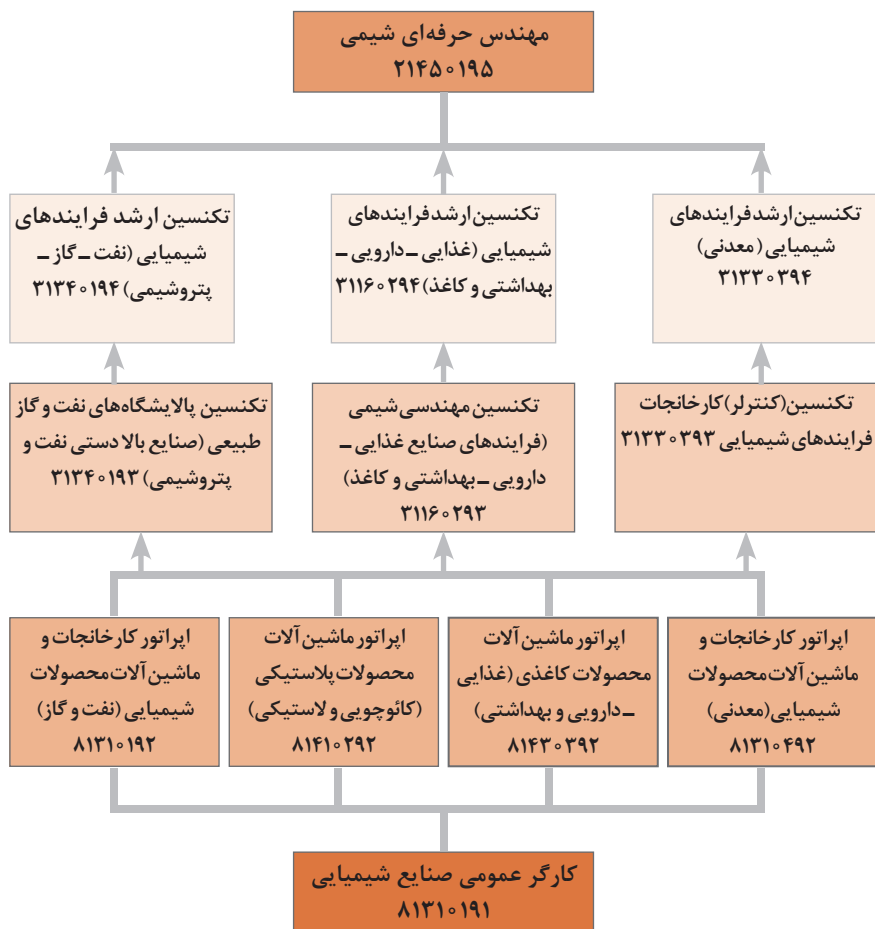 مهندس حرفه‌ای شیمی
۲۱۴۵۰۱۹۵
تکنسین ارشد فرایندهای
شیمیایی (معدنی)
۳۱۳۳۰۳۹۴
تکنسین ارشد فرایندهای
شیمیایی (غذایی ـ دارویی ـ
بهداشتی و کاغذ) ۳۱۱۶۰۲۹۴
تکنسین ارشد فرایندهای
شیمیایی (نفت ـ گاز ـ
پتروشیمی) ۳۱۳۴۰۱۹۴
تکنسین (کنترلر) کارخانجات
فرایندهای شیمیایی ۳۱۳۳۰۳۹۳
تکنسین مهندسی شیمی
(فرایندهای صنایع غذایی ـ
دارویی ـ بهداشتی و کاغذ)
۳۱۱۶۰۲۹۳
تکنسین پالایشگاه‌های نفت و گاز
طبیعی (صنایع بالا دستی نفت و
پتروشیمی) ۳۱۳۴۰۱۹۳
اپراتور کارخانجات و
ماشین آلات محصولات
شیمیایی (معدنی)
۸۱۳۱۰۴۹۲
اپراتور ماشین آلات
محصولات کاغذی (غذایی
ـ دارویی و بهداشتی)
۸۱۴۳۰۳۹۲
اپراتور ماشین آلات
محصولات پلاستیکی
(کائوچویی و لاستیکی)
۸۱۴۱۰۲۹۲
اپراتور کارخانجات و
ماشین آلات محصولات
شیمیایی (نفت و گاز)
۸۱۳۱۰۱۹۲
کارگر عمومی صنایع شیمیایی
۸۱۳۱۰۱۹۱